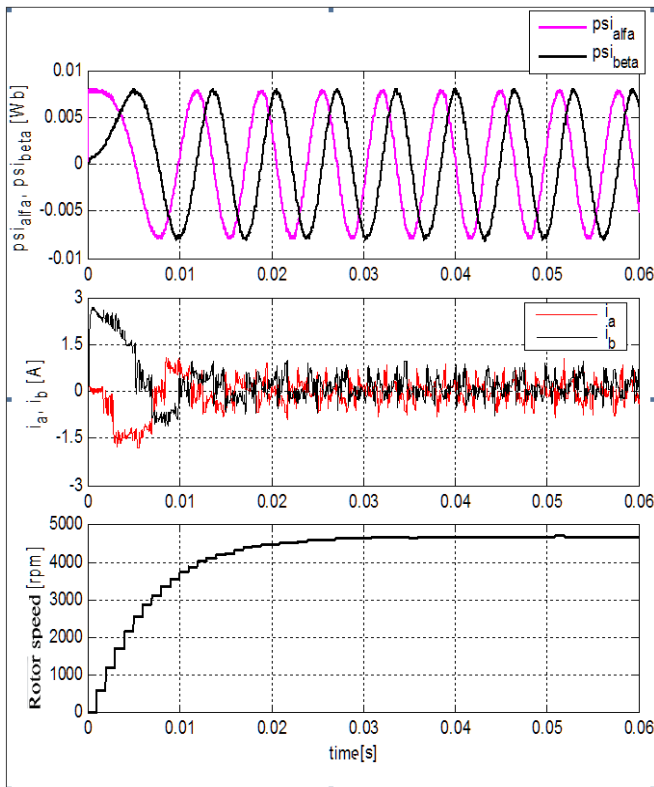 psi_alfa
psi_beta
psi_alfa, psi_beta [Wb]
0.01
0.005
0
-0.005
-0.01
0 0.01 0.02 0.03 0.04 0.05 0.06
i_a
i_b
i_a, i_b [A]
3
1.5
0
-1.5
-3
0 0.01 0.02 0.03 0.04 0.05 0.06
Rotor speed [rpm]
5000
4000
3000
2000
1000
0
0 0.01 0.02 0.03 0.04 0.05 0.06
time[s]